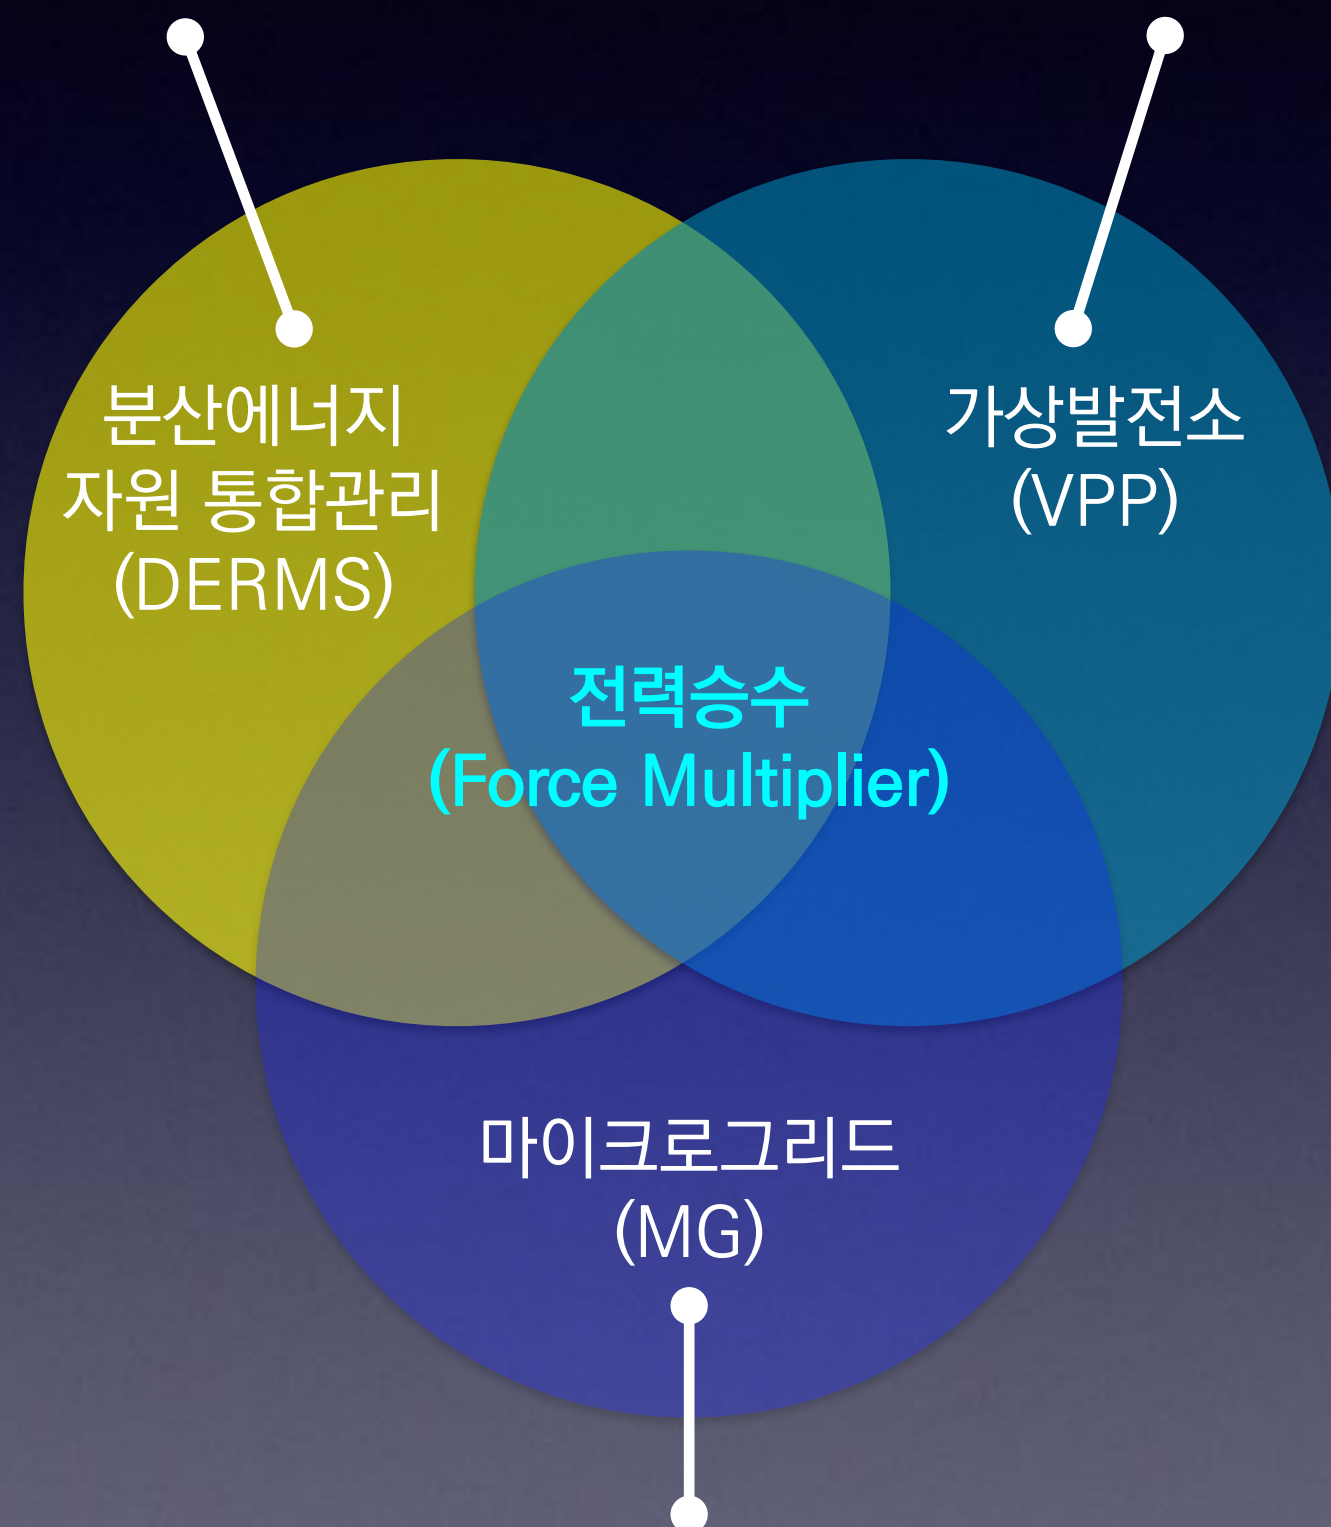 분산에너지
자원 통합관리
(DERMS)
가상발전소
(VPP)
전력승수
(Force Multiplier)
마이크로그리드
(MG)